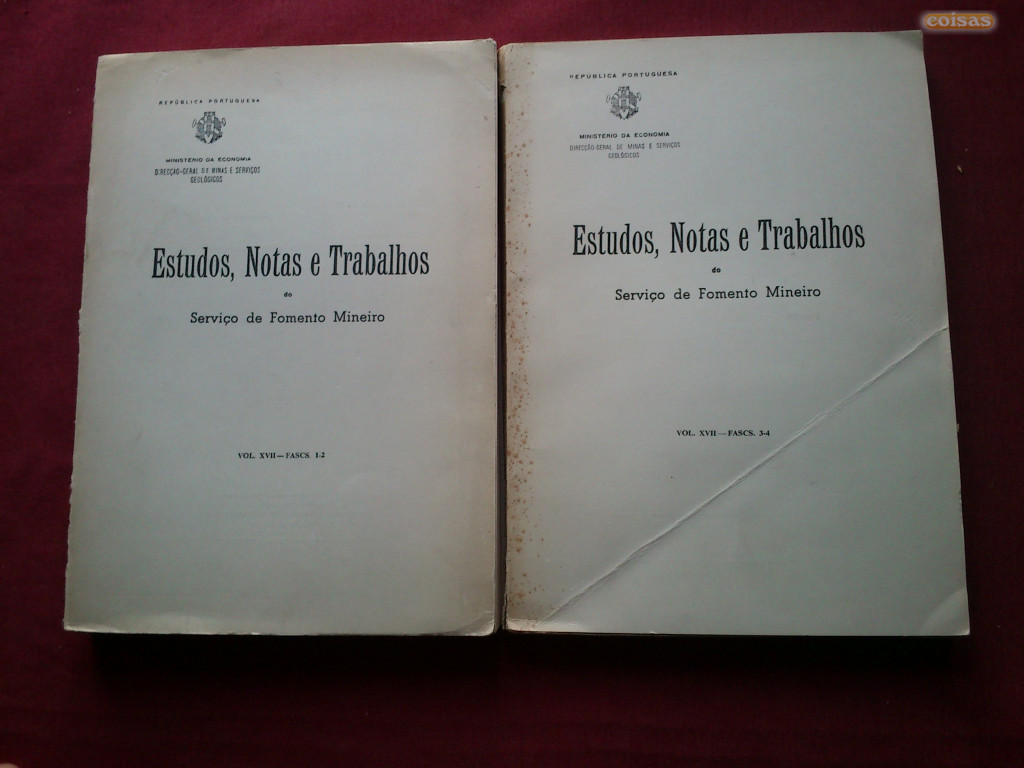 coisas
REPÚBLICA PORTUGUESA
MINISTÉRIO DA ECONOMIA
DIRECÇÃO-GERAL DE MINAS E SERVIÇOS
GEOLÓGICOS
Estudos, Notas e Trabalhos
do
Serviço de Fomento Mineiro
VOL. XVII—FASCS. 1-2
REPÚBLICA PORTUGUESA
MINISTÉRIO DA ECONOMIA
DIRECÇÃO-GERAL DE MINAS E SERVIÇOS
GEOLÓGICOS
Estudos, Notas e Trabalhos
do
Serviço de Fomento Mineiro
VOL. XVII—FASCS. 3-4